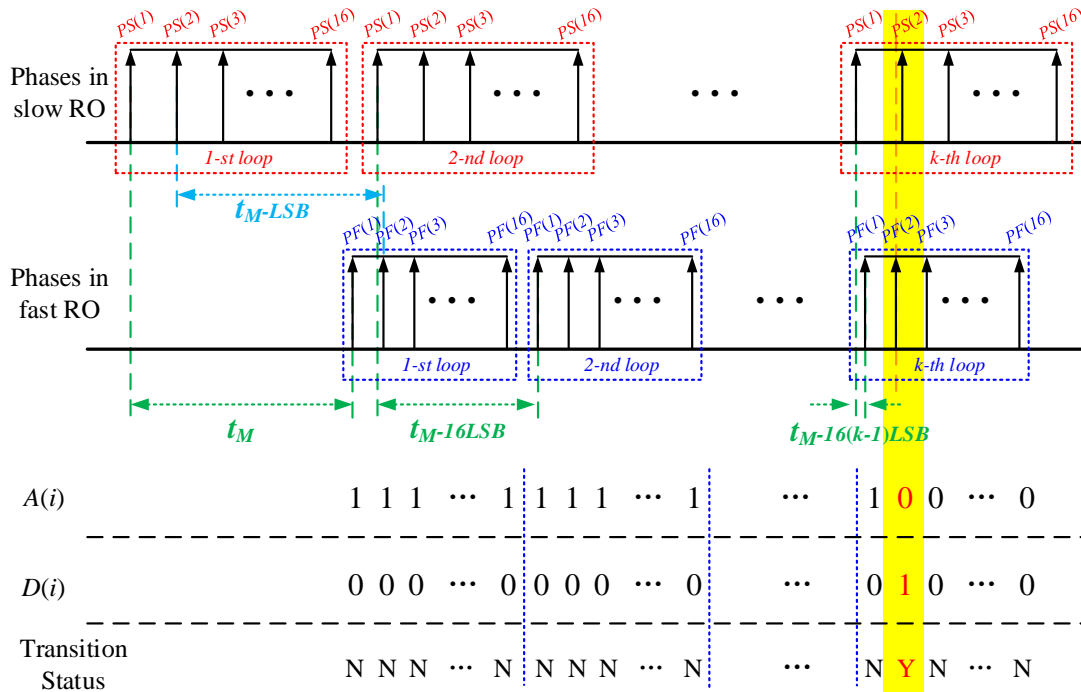 PS(1) PS(2) PS(3) PS(16) PS(1) PS(2) PS(3) PS(16) PS(1) PS(2) PS(3) PS(16)
Phases in
slow RO
••• ••• ••• •••
1-st loop 2-nd loop k-th loop
tM-LSB
PF(1) PF(2) PF(3) PF(16) PF(1) PF(2) PF(3) PF(16) PF(1) PF(2) PF(3) PF(16)
Phases in
fast RO
••• ••• ••• •••
1-st loop 2-nd loop k-th loop
tM tM-16LSB tM-16(k-1)LSB
A(i) 1 1 1 ··· 1 1 1 1 ··· 1 ··· 1 0 0 ··· 0
D(i) 0 0 0 ··· 0 0 0 0 ··· 0 ··· 0 1 0 ··· 0
Transition
Status N N N ··· N N N N ··· N ··· N Y N ··· N